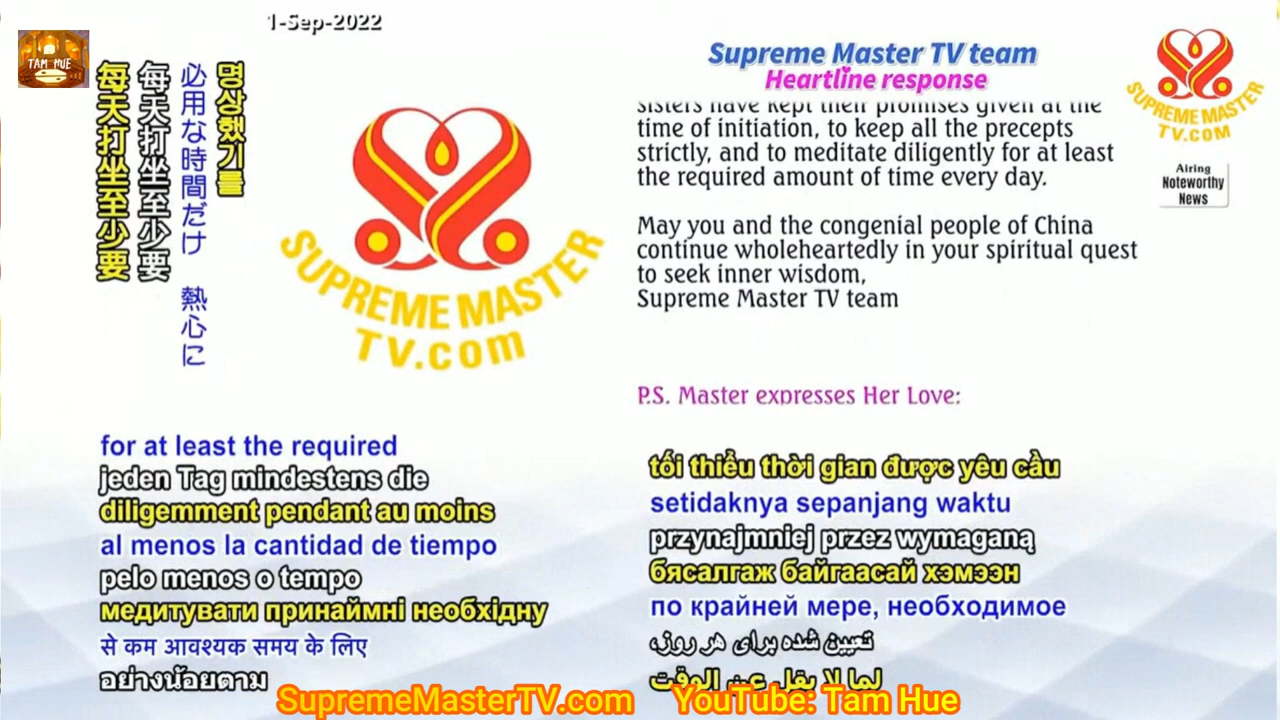 1-Sep-2022
TAM HUE
每天打坐至少要
每天打坐至少要
必用な時間だけ 熱心に
명상했기를
SUPREME MASTER
TV.COM
Supreme Master TV team
Heartline response
sisters have kept their promises given at the
time of initiation, to keep all the precepts
strictly, and to meditate diligently for at least
the required amount of time every day.
May you and the congenial people of China
continue wholeheartedly in your spiritual quest
to seek inner wisdom,
Supreme Master TV team
P.S. Master expresses Her Love:
SUPREME MASTER
TV.COM
Airing
Noteworthy
News
for at least the required
jeden Tag mindestens die
diligemment pendant au moins
al menos la cantidad de tiempo
pelo menos o tempo
медитувати принаймні необхідну
से कम आवश्यक समय के लिए
อย่างน้อยตาม
tối thiểu thời gian được yêu cầu
setidaknya sepanjang waktu
przynajmniej przez wymaganą
бясалгаж байгаасай хэмээн
по крайней мере, необходимое
تعیین شده برای هر روز،
لما لا يقل عن الوقت
SupremeMasterTV.com YouTube: Tam Hue